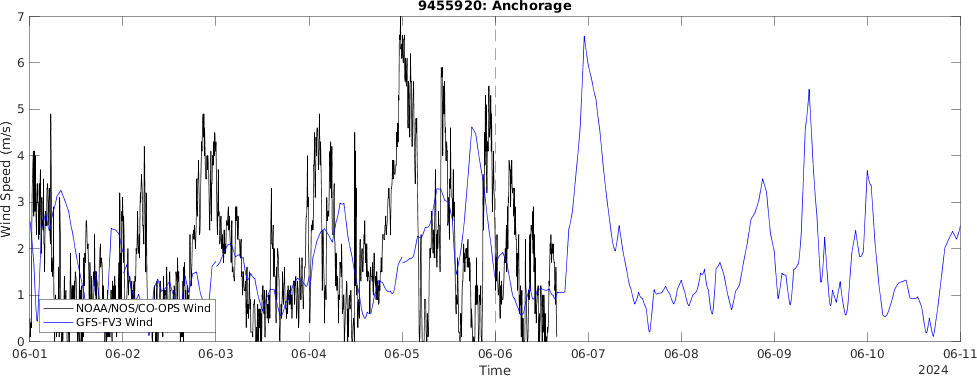 9455920: Anchorage
7
6
5
4
3
2
1
0
Wind Speed (m/s)
NOAA/NOS/CO-OPS Wind
GFS-FV3 Wind
06-01 06-02 06-03 06-04 06-05 06-06 06-07 06-08 06-09 06-10 06-11
Time
2024